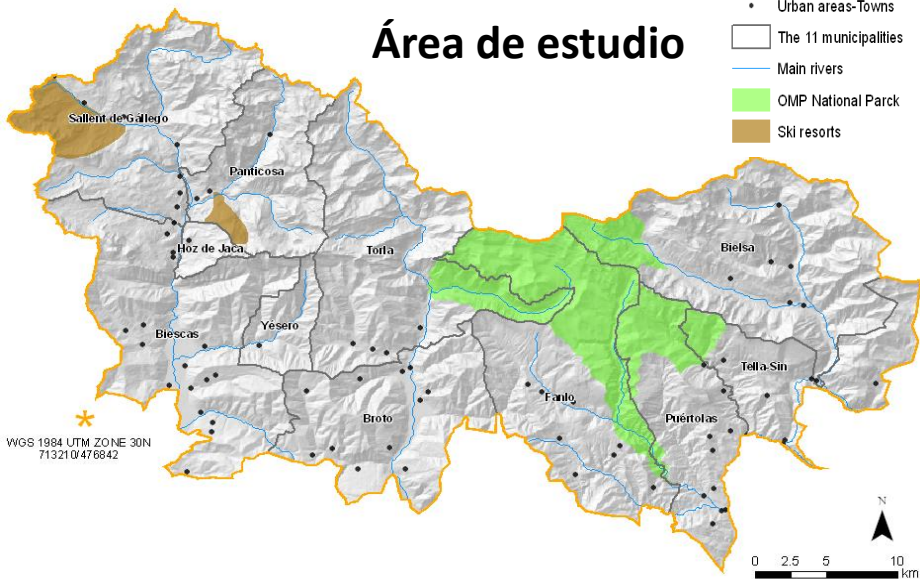 Área de estudio
Urban areas-Towns
The 11 municipalities
Main rivers
OMP National Parck
Ski resorts
Sallent de Gállego
Panticosa
Hoz de Jaca
Torla
Bielsa
Biescas
Yésero
Tella-Sin
Fanlo
Broto
Puértolas
WGS 1984 UTM ZONE 30N
713210/476842
N
0 2.5 5 10
km